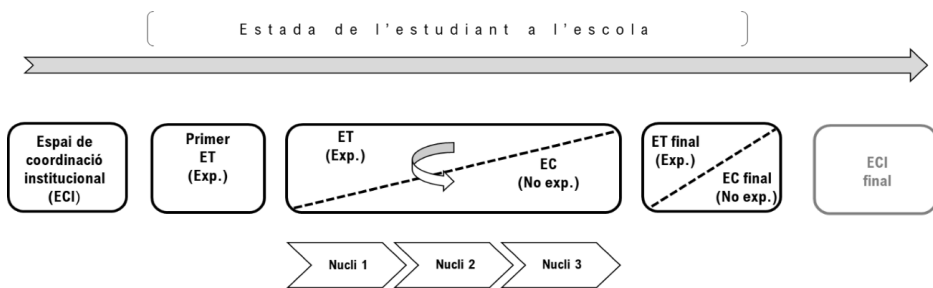 Estada de l'estudiant a l'escola
Espai de
coordinació
institucional
(ECI)
Primer
ET
(Exp.)
ET
(Exp.)
EC
(No exp.)
ET final
(Exp.)
EC final
(No exp.)
ECI
final
Nucli 1
Nucli 2
Nucli 3